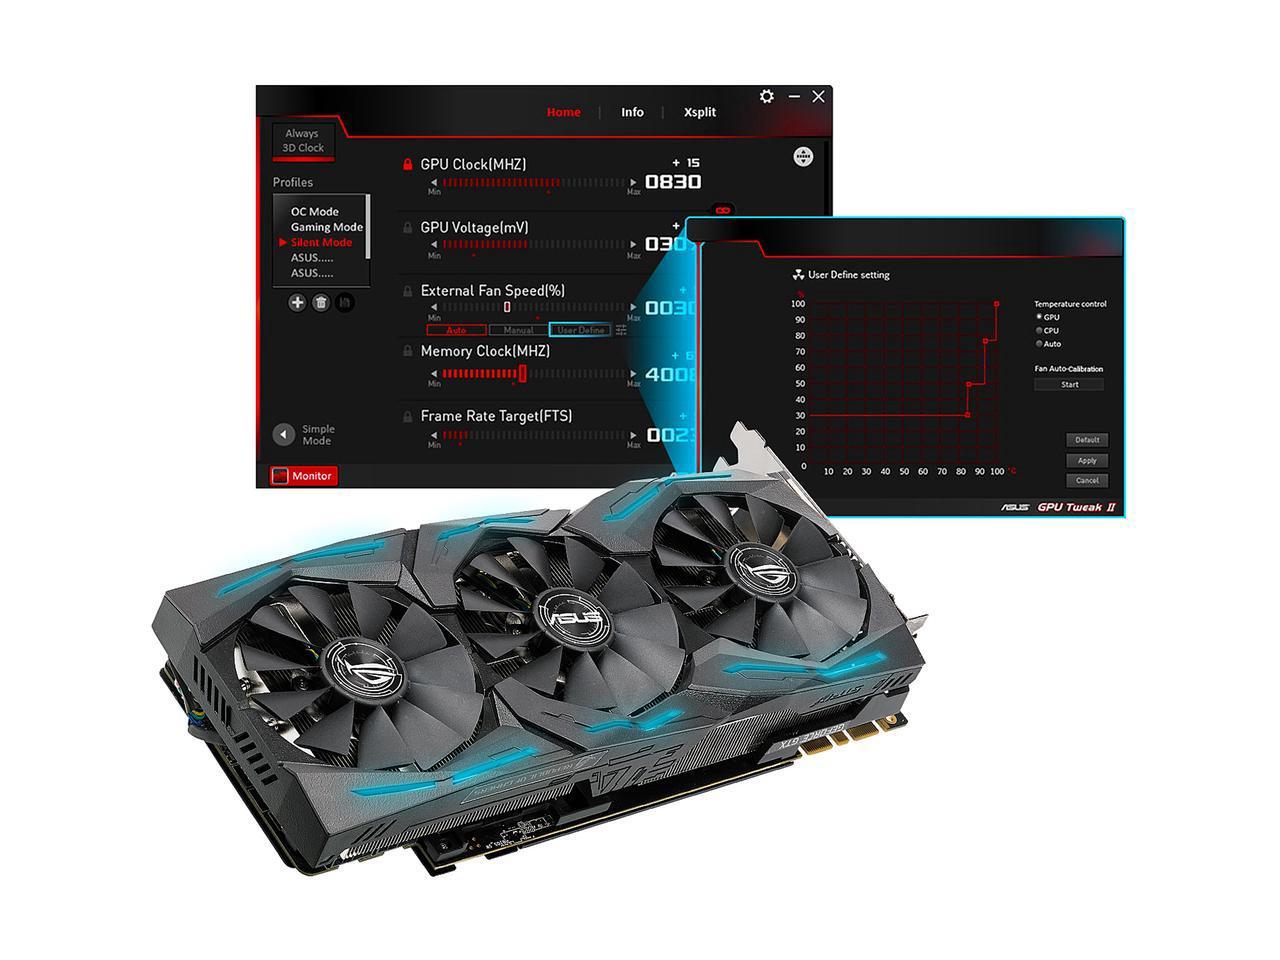 Home | Info | Xsplit
Always
3D Clock
Profiles
OC Mode
Gaming Mode
Silent Mode
ASUS.....
ASUS.....
Simple
Mode
Monitor
GPU Clock(MHZ)
+ 15
0830
Min
Max
GPU Voltage(mV)
+
Min
Max
External Fan Speed(%)
+
Min
Max
Auto
Manual
User Define
Memory Clock(MHZ)
Min
Max
Frame Rate Target(FTS)
+
Min
Max
User Define setting
%
100
90
80
70
60
50
40
30
20
10
0
10 20 30 40 50 60 70 80 90 100 °C
Temperature control
GPU
CPU
Auto
Fan Auto-Calibration
Start
Default
Apply
Cancel
ASUS GPU Tweak II
ASUS
STRIX
GEFORCE GTX
REPUBLIC OF GAMERS